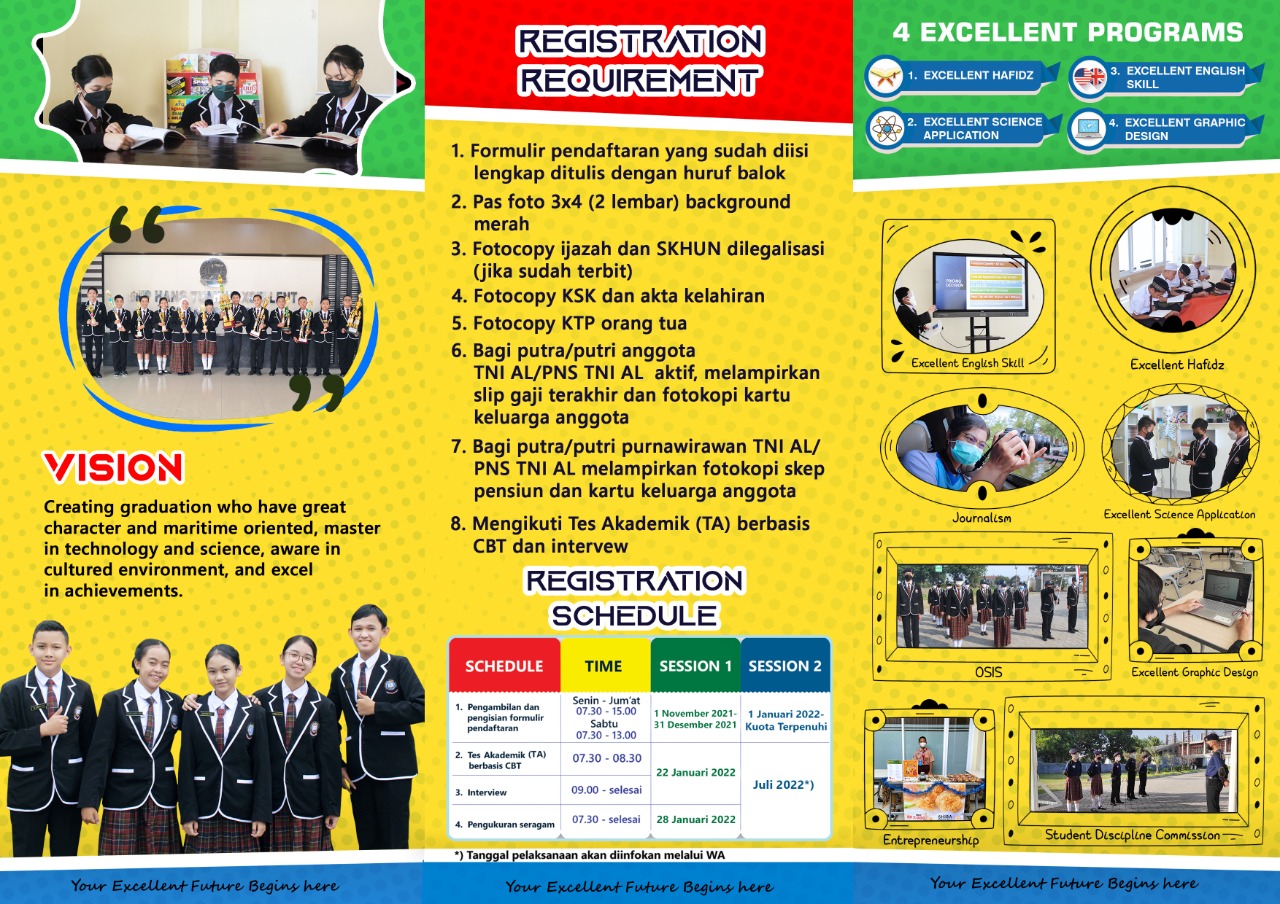 VISION
Creating graduation who have great
character and maritime oriented, master
in technology and science, aware in
cultured environment, and excel
in achievements.
Your Excellent Future Begins here
REGISTRATION
REQUIREMENT
1. Formulir pendaftaran yang sudah diisi
lengkap ditulis dengan huruf balok
2. Pas foto 3x4 (2 lembar) background
merah
3. Fotocopy ijazah dan SKHUN dilegalisasi
(jika sudah terbit)
4. Fotocopy KSK dan akta kelahiran
5. Fotocopy KTP orang tua
6. Bagi putra/putri anggota
TNI AL/PNS TNI AL aktif, melampirkan
slip gaji terakhir dan fotokopi kartu
keluarga anggota
7. Bagi putra/putri purnawirawan TNI AL/
PNS TNI AL melampirkan fotokopi skep
pensiun dan kartu keluarga anggota
8. Mengikuti Tes Akademik (TA) berbasis
CBT dan intervew
REGISTRATION
SCHEDULE
SCHEDULE TIME SESSION 1 SESSION 2
1. Pengambilan dan
pengisian formulir
pendaftaran
Senin - Jum'at
07.30 - 15.00
Sabtu
07.30 - 13.00
1 November 2021-
31 Desember 2021
1 Januari 2022-
Kuota Terpenuhi
2. Tes Akademik (TA)
berbasis CBT
07.30 - 08.30
22 Januari 2022
Juli 2022*)
3. Interview
09.00 - selesai
4. Pengukuran seragam
07.30 - selesai
28 Januari 2022
*) Tanggal pelaksanaan akan diinfokan melalui WA
Your Excellent Future Begins here
4 EXCELLENT PROGRAMS
1. EXCELLENT HAFIDZ
2. EXCELLENT SCIENCE
APPLICATION
3. EXCELLENT ENGLISH
SKILL
4. EXCELLENT GRAPHIC
DESIGN
PRICING
DECISION
Excellent English Skill
Excellent Hafidz
Journalism
Excellent Science Application
OSIS
Excellent Graphic Design
Entrepreneurship
Student Discipline Commission
Your Excellent Future Begins here